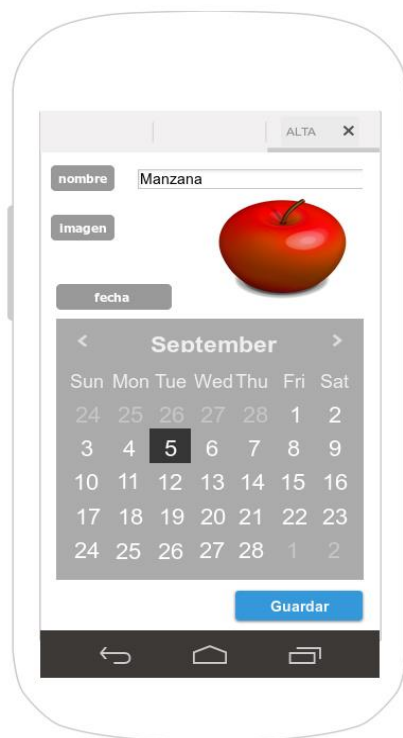 ALTA ✕
nombre Manzana
Imagen
fecha
< September >
Sun Mon Tue Wed Thu Fri Sat
24 25 26 27 28 1 2
3 4 5 6 7 8 9
10 11 12 13 14 15 16
17 18 19 20 21 22 23
24 25 26 27 28 1 2
Guardar